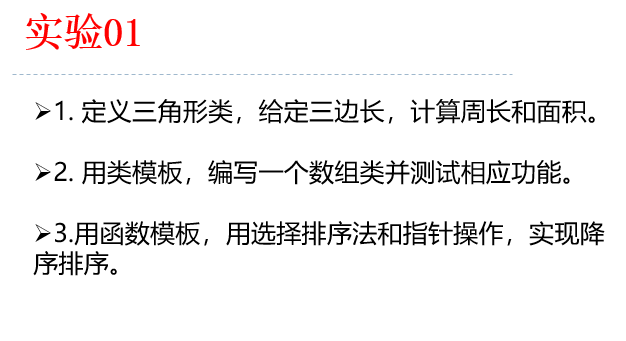 实验01
➢1. 定义三角形类，给定三边长，计算周长和面积。
➢2. 用类模板，编写一个数组类并测试相应功能。
➢3.用函数模板，用选择排序法和指针操作，实现降
序排序。